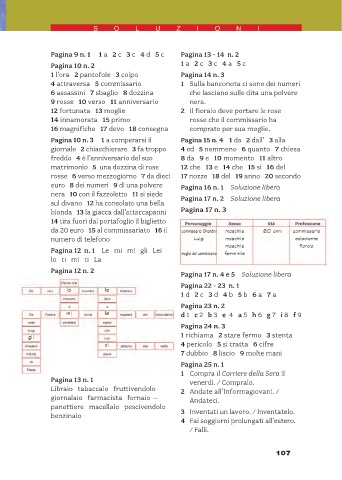 SOLUZIONI
Pagina 9 n. 1 1 a 2 c 3 c 4 d 5 c
Pagina 10 n. 2
1 l'ora 2 pantofole 3 colpo
4 attraversa 5 commissario
6 assassini 7 sbaglio 8 dozzina
9 rosse 10 verso 11 anniversario
12 fortunata 13 moglie
14 innamorata 15 primo
16 magnifiche 17 devo 18 consegna
Pagina 10 n. 3 1 a comperarsi il
giornale 2 chiacchierare 3 fa troppo
freddo 4 è l'anniversario del suo
matrimonio 5 una dozzina di rose
rosse 6 verso mezzogiorno 7 da dieci
euro 8 dei numeri 9 di una polvere
nera 10 con il fazzoletto 11 si siede
sul divano 12 ha consolato una bella
bionda 13 la giacca dall'attaccapanni
14 tira fuori dal portafoglio il biglietto
da 20 euro 15 al commissariato 16 il
numero di telefono
Pagina 12 n. 1 Le mi mi gli Lei
lo ti mi ti La
Pagina 12 n. 2
Pagina 13 n. 1
Libraio tabaccaio fruttivendolo
giornalaio farmacista fornaio –
panettiere macellaio pescivendolo
benzinaio
Pagina 13 - 14 n. 2
1 a 2 c 3 c 4 a 5 c
Pagina 14 n. 3
1 Sulla banconota ci sono dei numeri
che lasciano sulle dita una polvere
nera.
2 Il fioraio deve portare le rose
rosse che il commissario ha
comprato per sua moglie.
Pagina 15 n. 4 1 da 2 dall' 3 alla
4 ed 5 nemmeno 6 quanto 7 chiesa
8 da 9 e 10 momento 11 altro
12 che 13 e 14 che 15 si 16 del
17 nozze 18 del 19 anno 20 secondo
Pagina 16 n. 1 Soluzione libera
Pagina 17 n. 2 Soluzione libera
Pagina 17 n. 3
Personaggio Sesso Età Professione
commissario maschio 60 anni commissario
Luigi maschio studente
maschio fioraio
moglie del commissario femmina
Pagina 17 n. 4 e 5 Soluzione libera
Pagina 22 - 23 n. 1
1 d 2 c 3 d 4 b 5 b 6 a 7 a
Pagina 23 n. 2
d 1 c 2 b 3 e 4 a 5 h 6 g 7 i 8 f 9
Pagina 24 n. 3
1 richiama 2 stare fermo 3 stenta
4 pericolo 5 si tratta 6 cifre
7 dubbio 8 liscio 9 molte mani
Pagina 25 n. 1
1 Compra il Corriere della Sera il
venerdì. / Compralo.
2 Andate all'Informagiovani. /
Andateci.
3 Inventati un lavoro. / Inventatelo.
4 Fai soggiorni prolungati all'estero.
/ Falli.
107